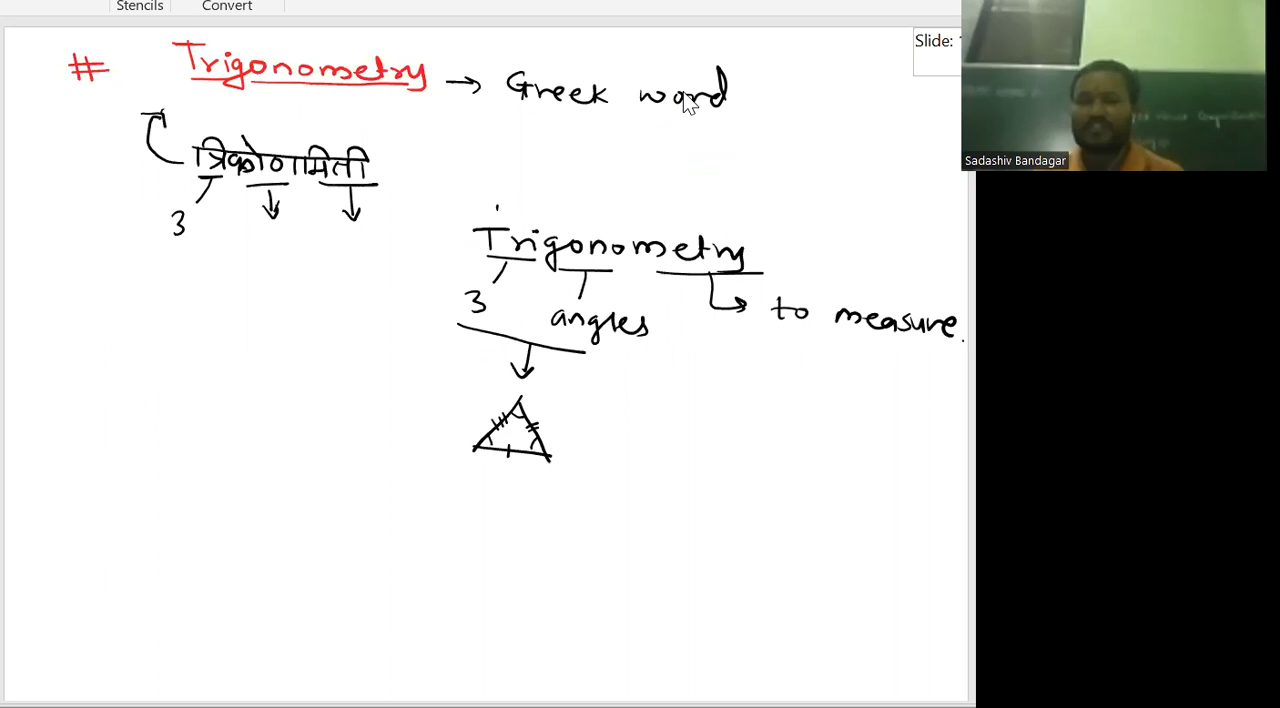 Stencils Convert
Slide:
# Trigonometry → Greek word
त्रिकोणमिती
3
Trigonometry
3 angles → to measure.
Sadashiv Bandagar